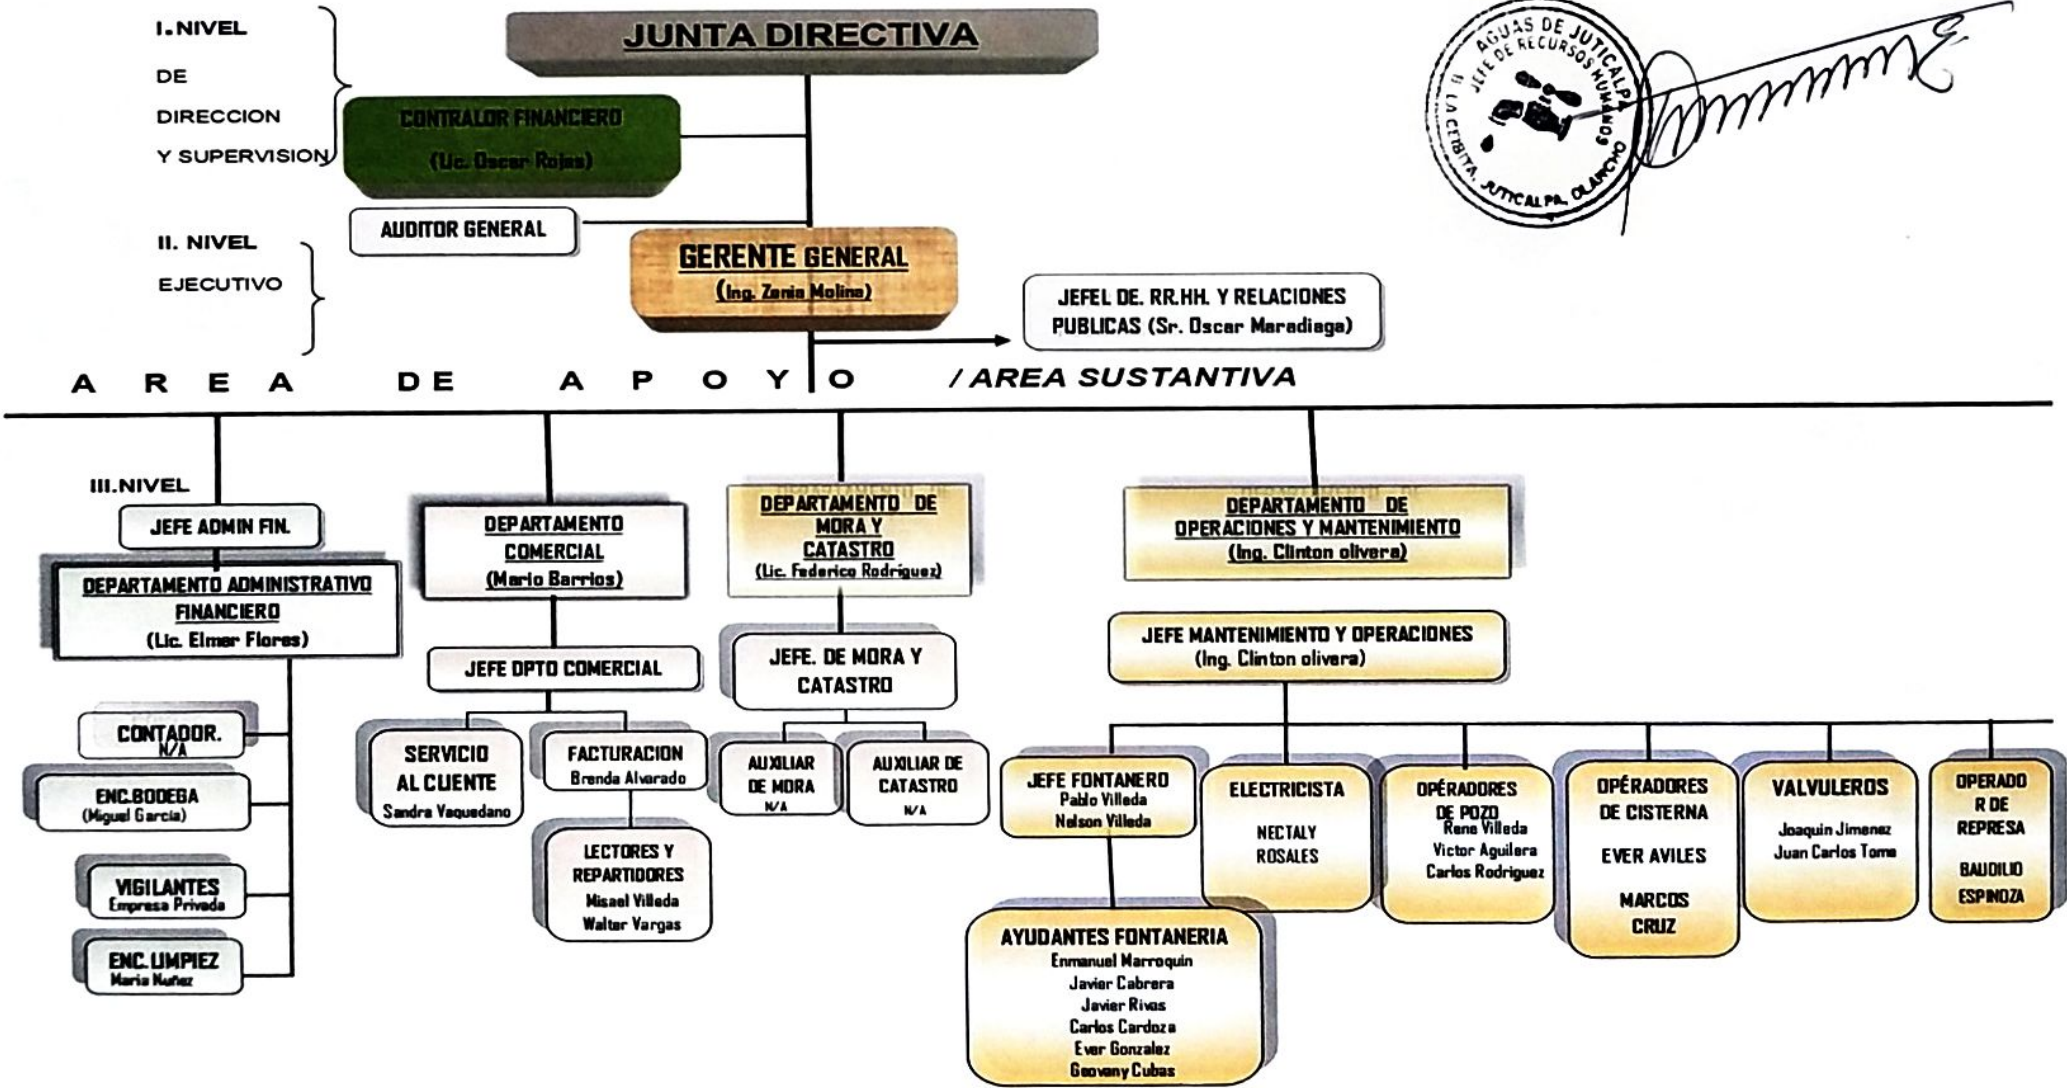 I. NIVEL
DE
DIRECCION
Y SUPERVISION
JUNTA DIRECTIVA
CONTRALOR FINANCIERO
(Lic. Oscar Rojas)
AUDITOR GENERAL
II. NIVEL
EJECUTIVO
GERENTE GENERAL
(Ing. Zenia Molina)
JEFEL DE. RR.HH. Y RELACIONES
PUBLICAS (Sr. Oscar Maradiaga)
AGUAS DE JUTICALPA
JEFE DE RECURSOS HUMANOS
JUTICALPA, OLANCHO
AREA DE APOYO / AREA SUSTANTIVA
III.NIVEL
JEFE ADMIN FIN.
DEPARTAMENTO ADMINISTRATIVO
FINANCIERO
(Lic. Elmer Flores)
CONTADOR.
N/A
ENC.BODEGA
(Miguel Garcia)
VIGILANTES
Empresa Privada
ENC.LIMPIEZ
Maria Nuñez
DEPARTAMENTO
COMERCIAL
(Mario Barrios)
JEFE DPTO COMERCIAL
SERVICIO
AL CLIENTE
Sandra Vaquedano
FACTURACION
Brenda Alvarado
LECTORES Y
REPARTIDORES
Misael Villeda
Walter Vargas
DEPARTAMENTO DE
MORA Y
CATASTRO
(Lic. Federico Rodriguez)
JEFE. DE MORA Y
CATASTRO
AUXILIAR
DE MORA
N/A
AUXILIAR DE
CATASTRO
N/A
DEPARTAMENTO DE
OPERACIONES Y MANTENIMIENTO
(Ing. Clinton olivera)
JEFE MANTENIMIENTO Y OPERACIONES
(Ing. Clinton olivera)
JEFE FONTANERO
Pablo Villeda
Nelson Villeda
AYUDANTES FONTANERIA
Enmanuel Marroquin
Javier Cabrera
Javier Rivas
Carlos Cardoza
Ever Gonzalez
Geovany Cubas
ELECTRICISTA
NECTALY
ROSALES
OPÉRADORES
DE POZO
Rene Villeda
Victor Aguilera
Carlos Rodriguez
OPÉRADORES
DE CISTERNA
EVER AVILES
MARCOS
CRUZ
VALVULEROS
Joaquin Jimenez
Juan Carlos Tome
OPERADO
R DE
REPRESA
BAUDILIO
ESPINOZA